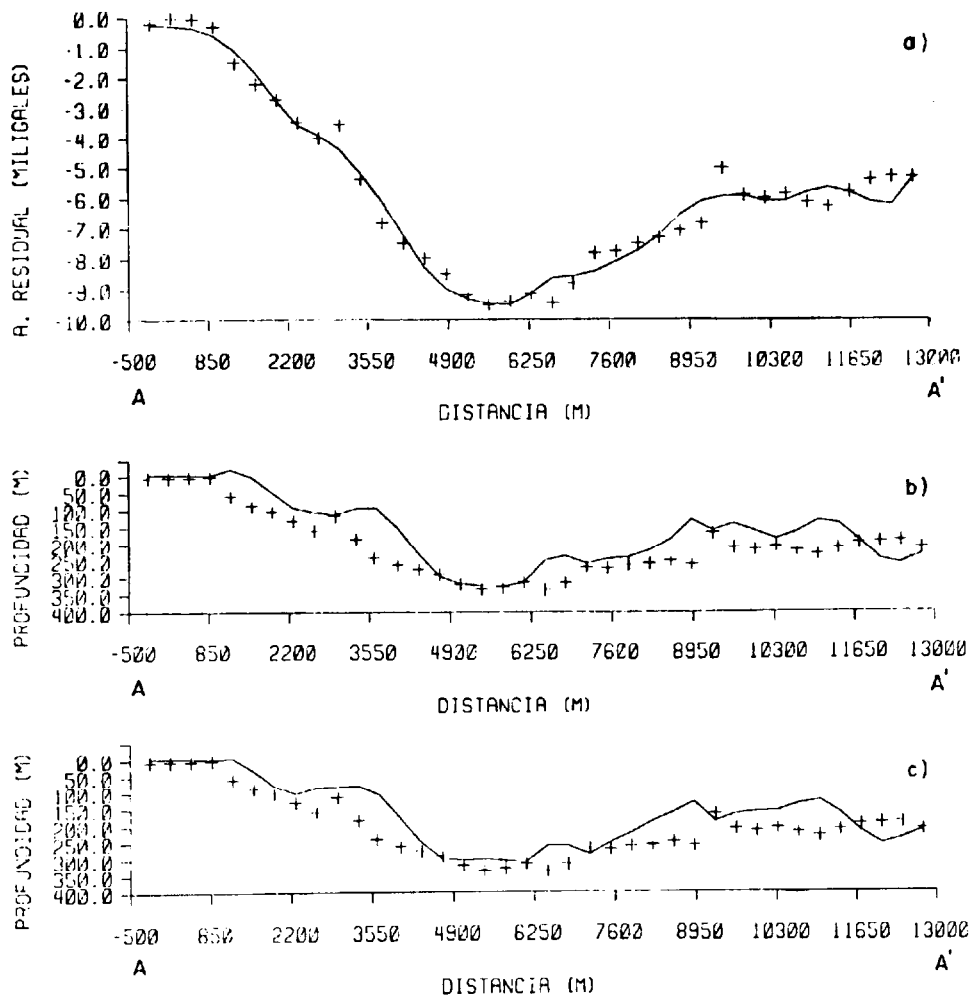 a)
A. RESIDUAL (MILIGALES)
0.0
-1.0
-2.0
-3.0
-4.0
-5.0
-6.0
-7.0
-8.0
-9.0
-10.0
-500 850 2200 3550 4900 6250 7600 8950 10300 11650 13000
A A'
DISTANCIA (M)
b)
PROFUNDIDAD (M)
0.0
50.0
100.0
150.0
200.0
250.0
300.0
350.0
400.0
-500 850 2200 3550 4900 6250 7600 8950 10300 11650 13000
A A'
DISTANCIA (M)
c)
PROFUNDIDAD (M)
0.0
50.0
100.0
150.0
200.0
250.0
300.0
350.0
400.0
-500 850 2200 3550 4900 6250 7600 8950 10300 11650 13000
A A'
DISTANCIA (M)